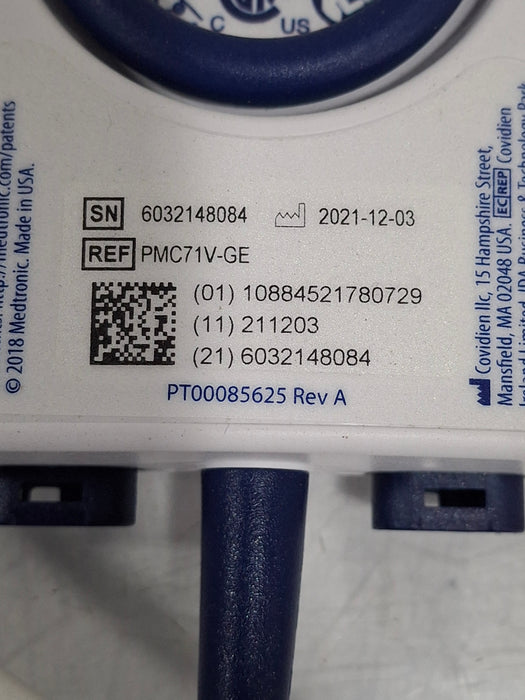 C US
SN 6032148084 2021-12-03
REF PMC71V-GE
(01) 10884521780729
(11) 211203
(21) 6032148084
PT00085625 Rev A
medtronic.com/patents
© 2018 Medtronic. Made in USA.
Covidien llc, 15 Hampshire Street,
Mansfield, MA 02048 USA. EC REP Covidien